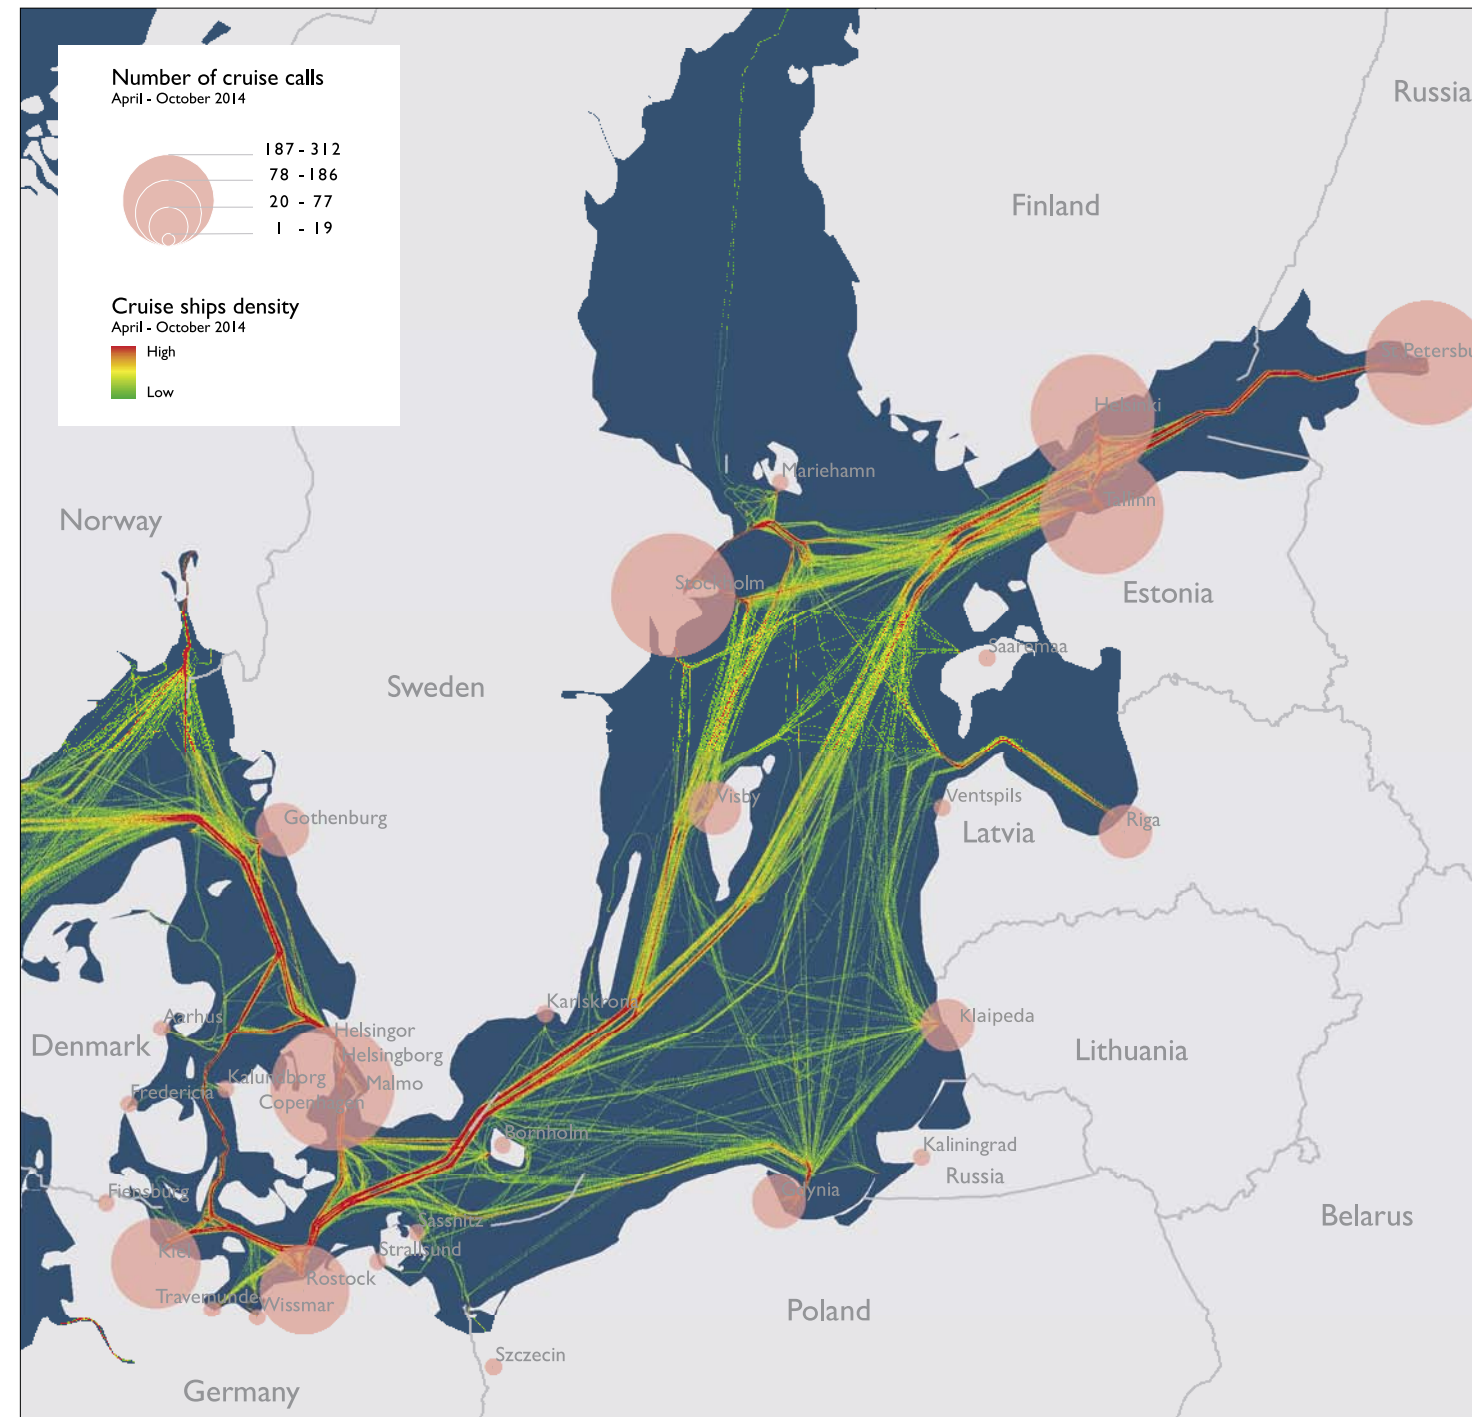 Number of cruise calls
April - October 2014
187 - 312
78 - 186
20 - 77
1 - 19
Cruise ships density
April - October 2014
High
Low
Russia
Finland
Helsinki
Mariehamn
Tallinn
Norway
Stockholm
Estonia
Saaremaa
Sweden
Visby
Ventspils
Gothenburg
Riga
Latvia
Karlskrona
Aarhus
Klaipeda
Helsingor
Denmark
Helsingborg
Lithuania
Kalundborg
Malmo
Fredericia
Copenhagen
Bornholm
Kaliningrad
Russia
Flensburg
Sassnitz
Belarus
Kiel
Strallsund
Rostock
Travemunde
Wissmar
Poland
Szczecin
Germany